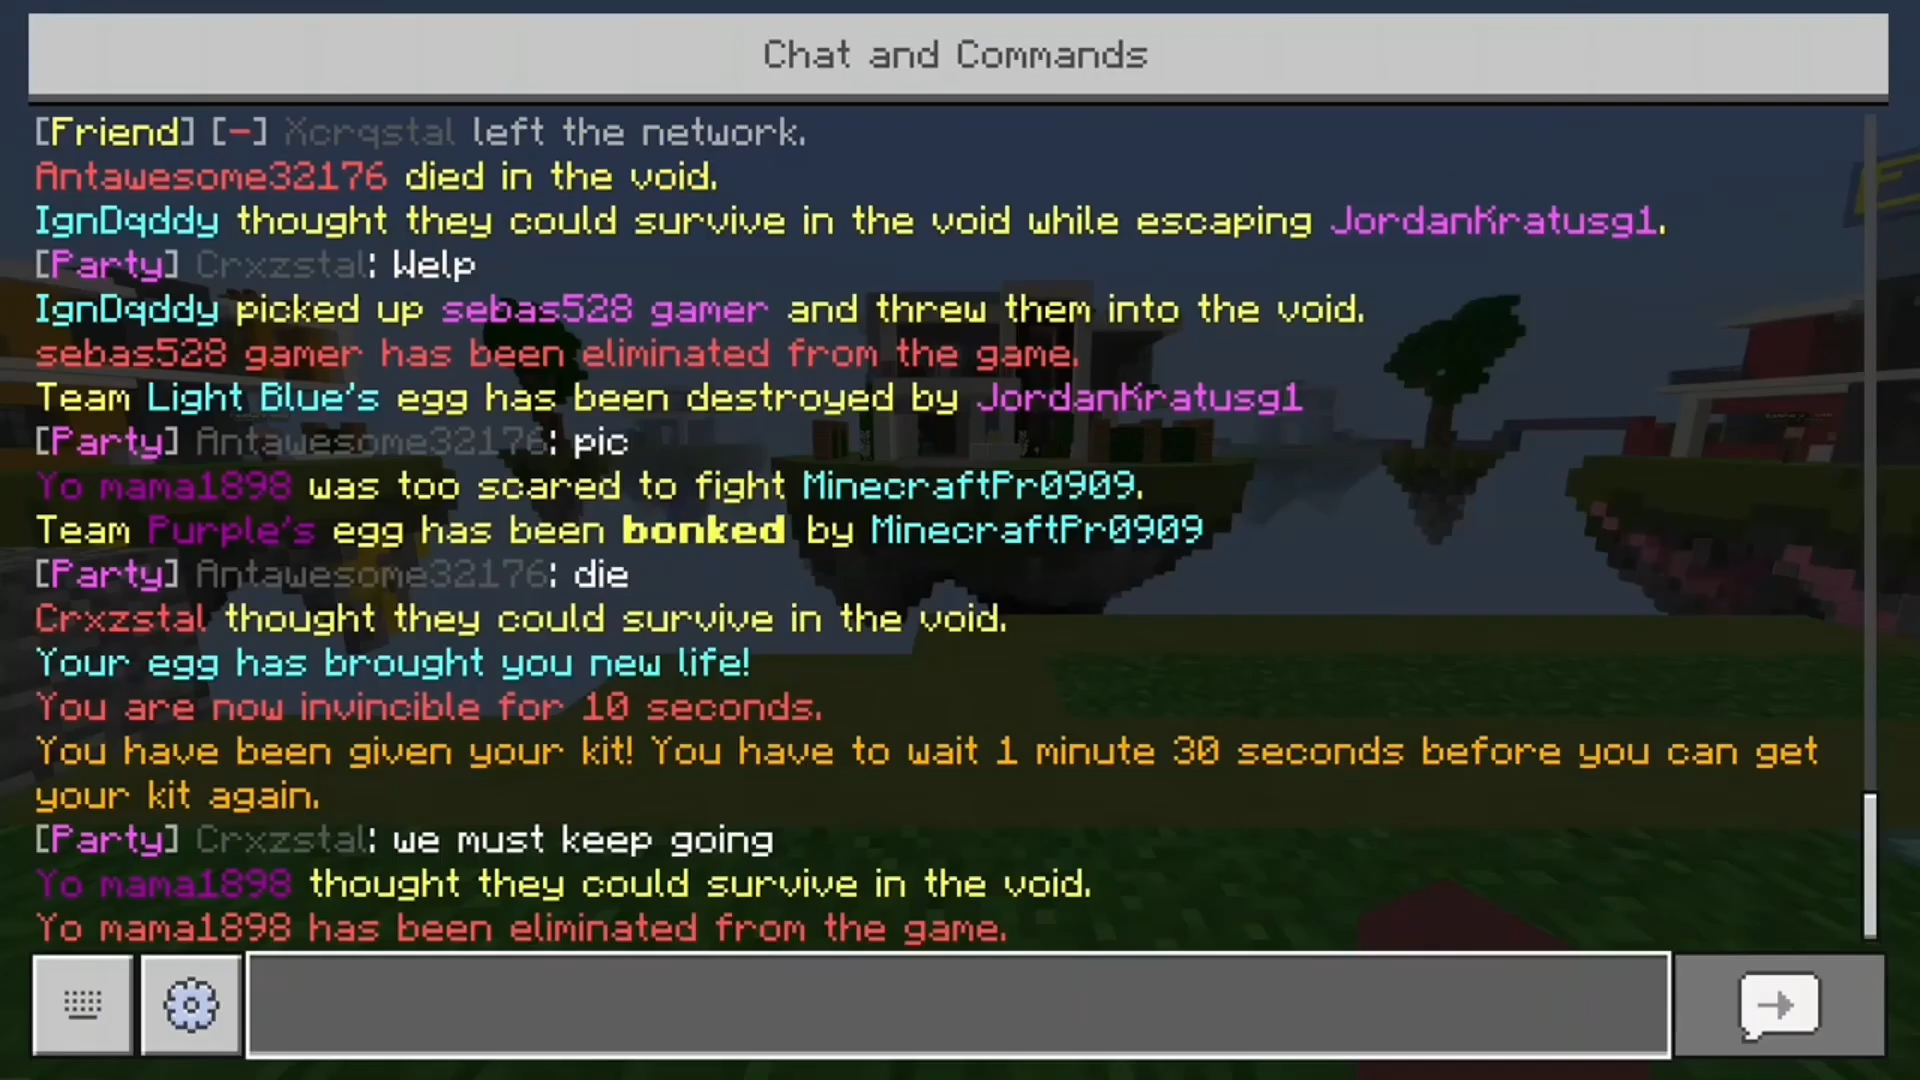 Chat and Commands
[Friend] [-] Xcrqstal left the network.
Antawesome32176 died in the void.
IgnDqddy thought they could survive in the void while escaping JordanKratusg1.
[Party] Crxzstal: Welp
IgnDqddy picked up sebas528 gamer and threw them into the void.
sebas528 gamer has been eliminated from the game.
Team Light Blue's egg has been destroyed by JordanKratusg1
[Party] Antawesome32176: pic
Yo mama1898 was too scared to fight MinecraftPr0909.
Team Purple's egg has been bonked by MinecraftPr0909
[Party] Antawesome32176: die
Crxzstal thought they could survive in the void.
Your egg has brought you new life!
You are now invincible for 10 seconds.
You have been given your kit! You have to wait 1 minute 30 seconds before you can get
your kit again.
[Party] Crxzstal: we must keep going
Yo mama1898 thought they could survive in the void.
Yo mama1898 has been eliminated from the game.